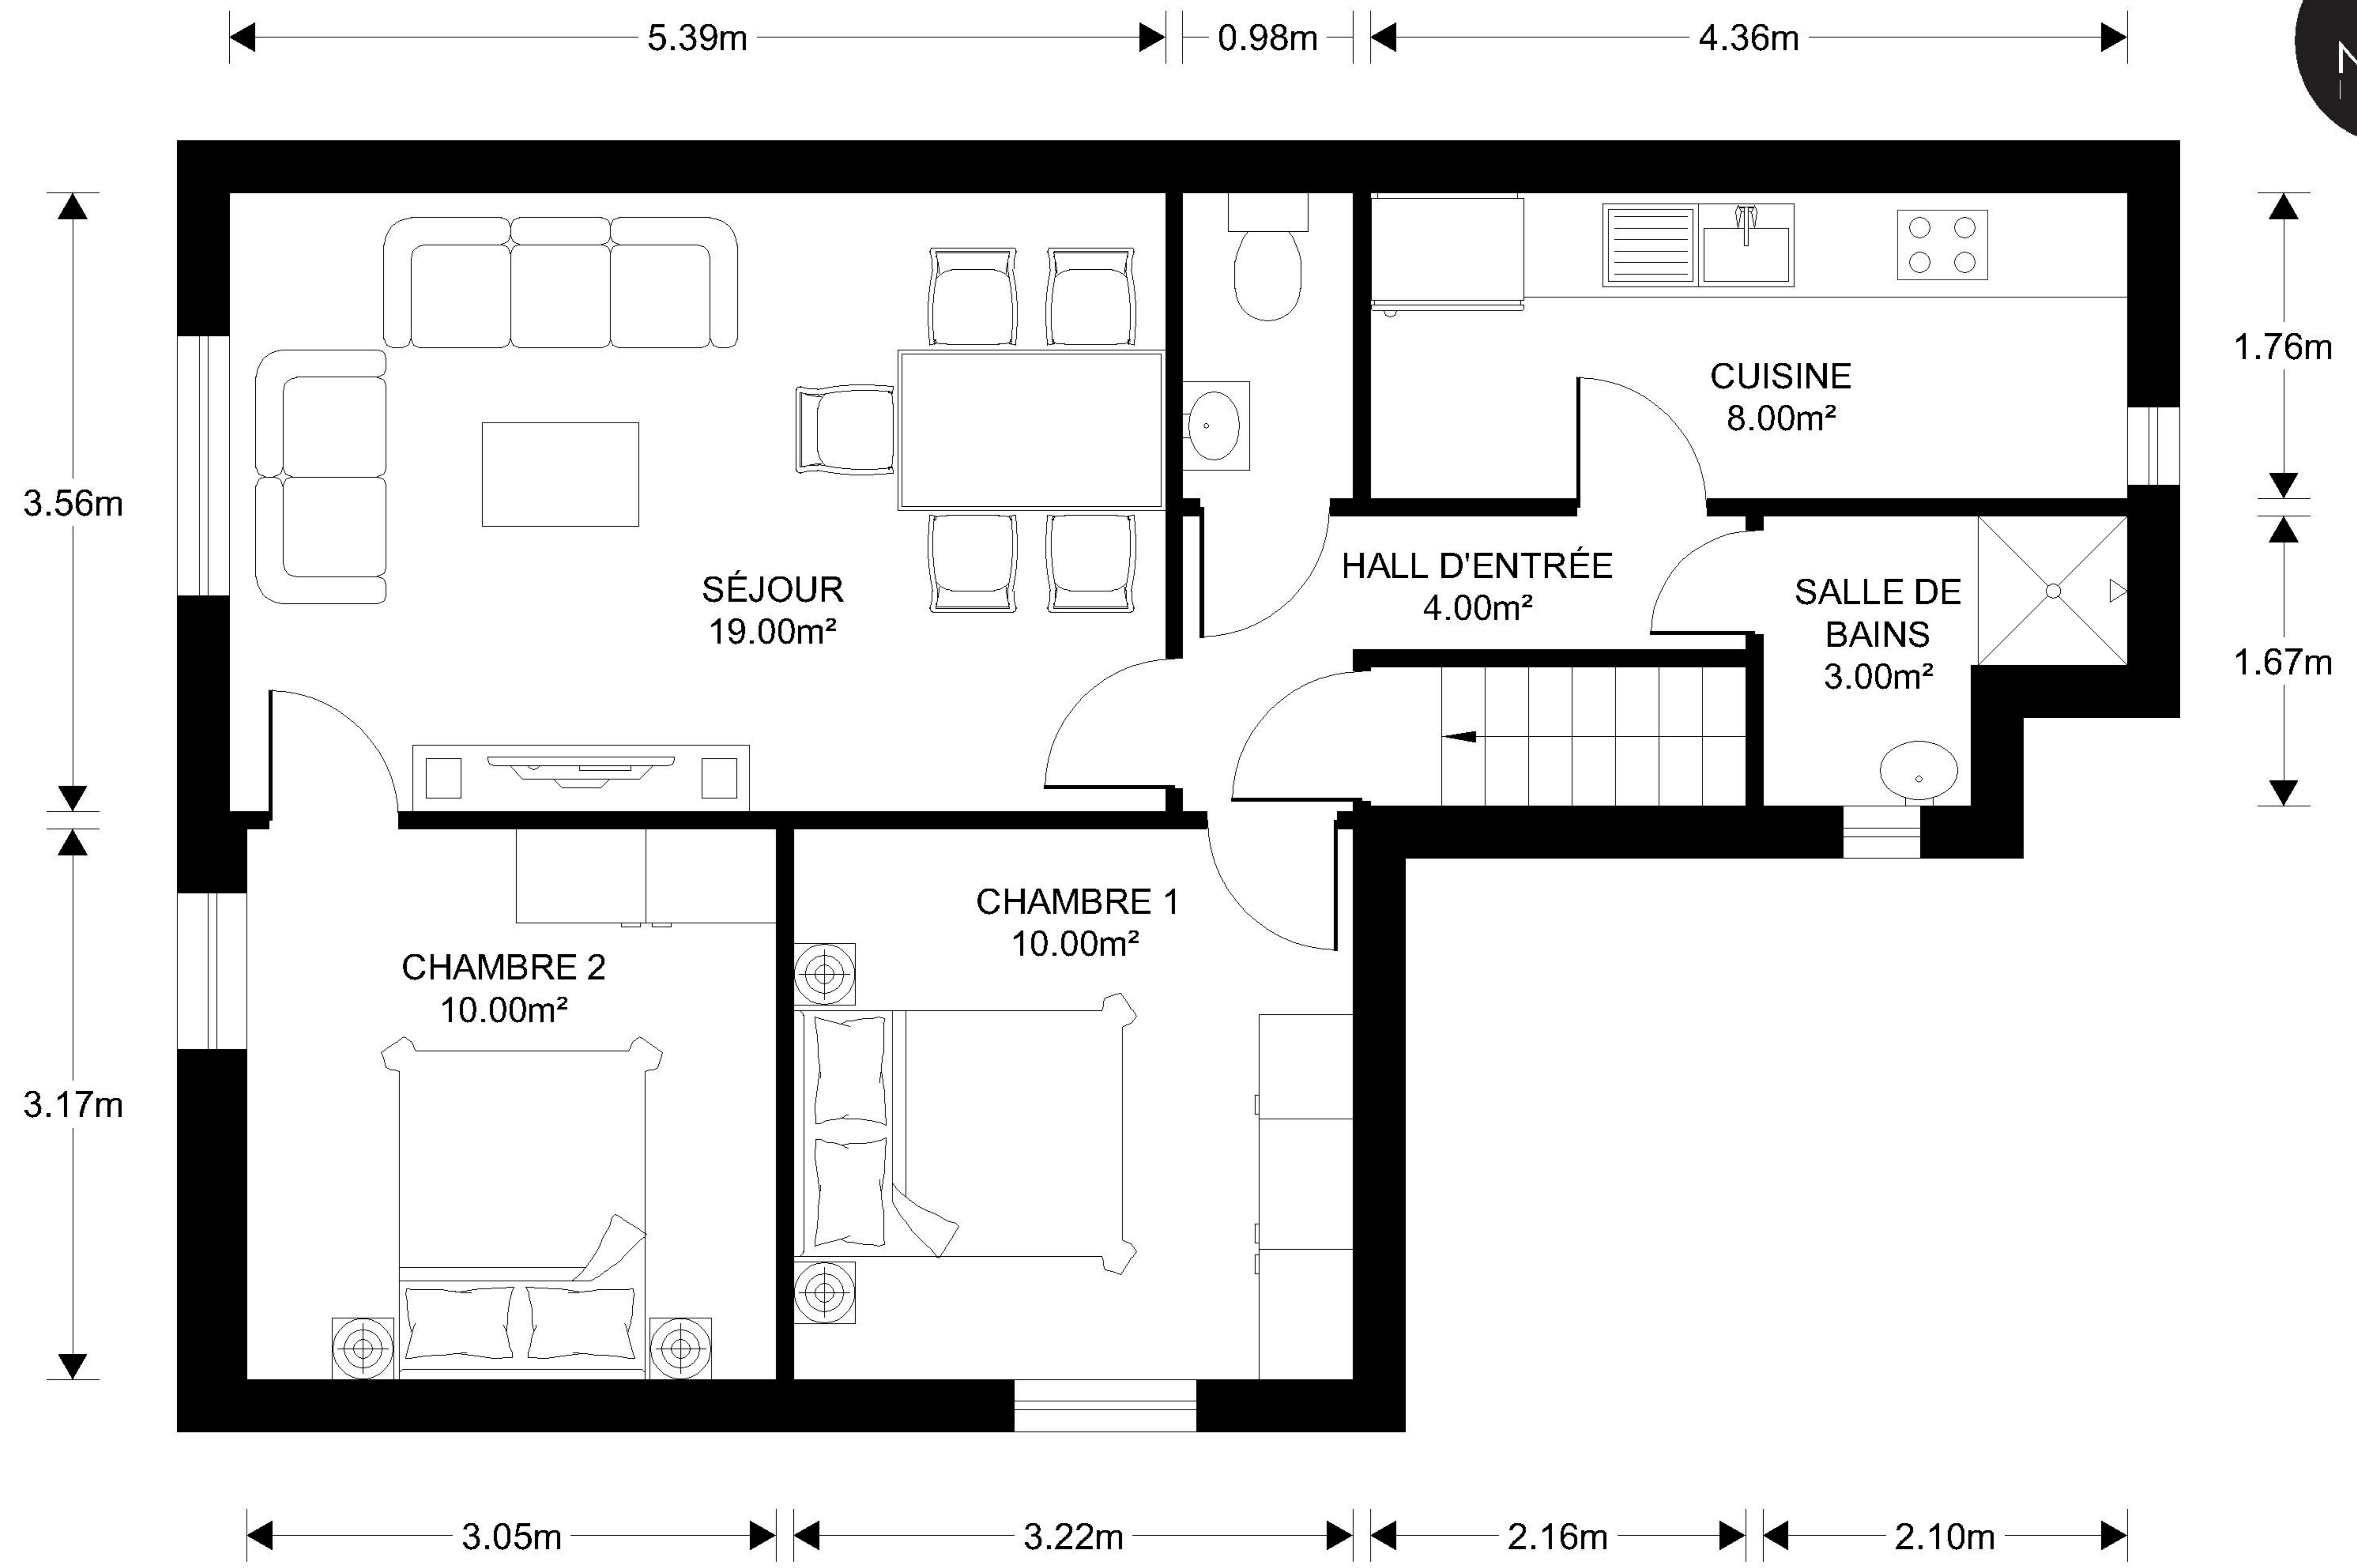 5.39m
0.98m
4.36m
N
3.56m
1.76m
CUISINE
8.00m²
HALL D'ENTRÉE
4.00m²
SÉJOUR
19.00m²
SALLE DE
BAINS
3.00m²
1.67m
CHAMBRE 1
10.00m²
CHAMBRE 2
10.00m²
3.17m
3.05m
3.22m
2.16m
2.10m